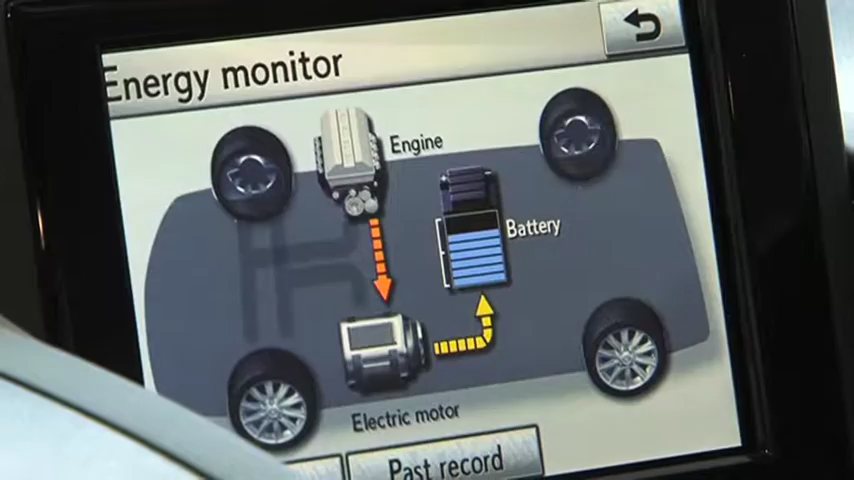 Energy monitor
Engine
Battery
Electric motor
Past record